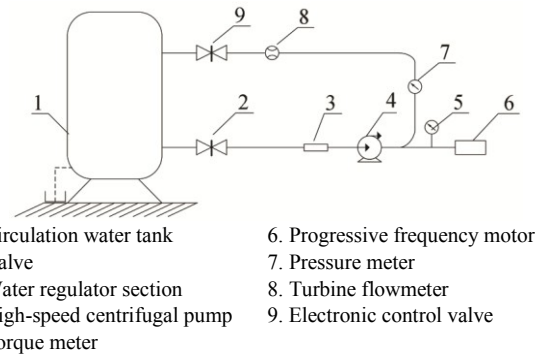 9 8
7
1 2 3 4 5 6
irculation water tank 6. Progressive frequency motor
alve 7. Pressure meter
Water regulator section 8. Turbine flowmeter
igh-speed centrifugal pump 9. Electronic control valve
orque meter